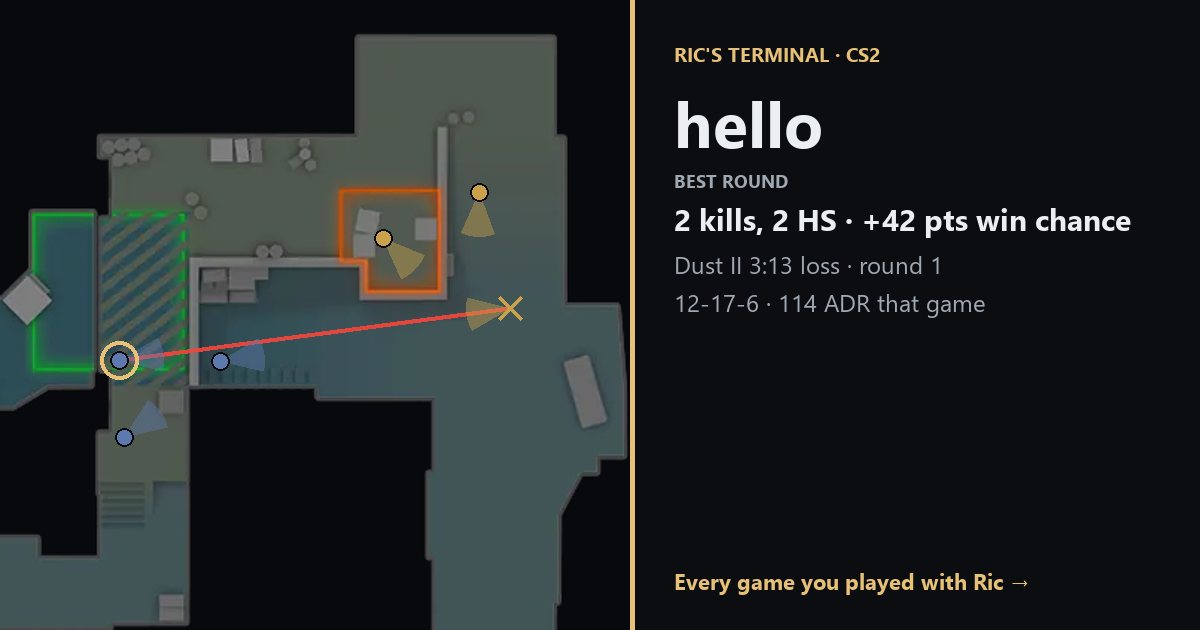 RIC'S TERMINAL · CS2
hello
BEST ROUND
2 kills, 2 HS · +42 pts win chance
Dust II 3:13 loss · round 1
12-17-6 · 114 ADR that game
Every game you played with Ric →